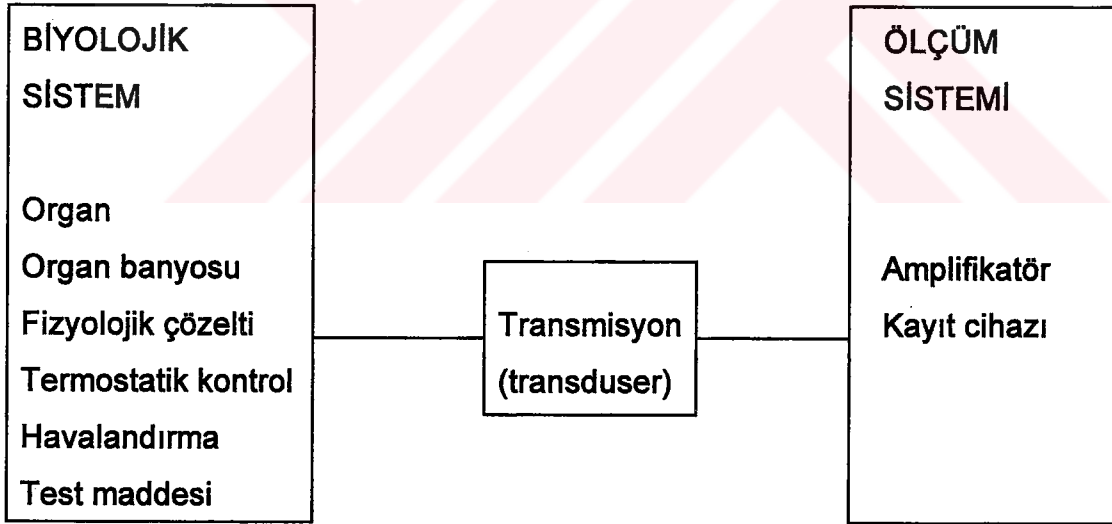 BİYOLOJİK
SİSTEM
Organ
Organ banyosu
Fizyolojik çözelti
Termostatik kontrol
Havalandırma
Test maddesi
Transmisyon
(transduser)
ÖLÇÜM
SİSTEMİ
Amplifikatör
Kayıt cihazı